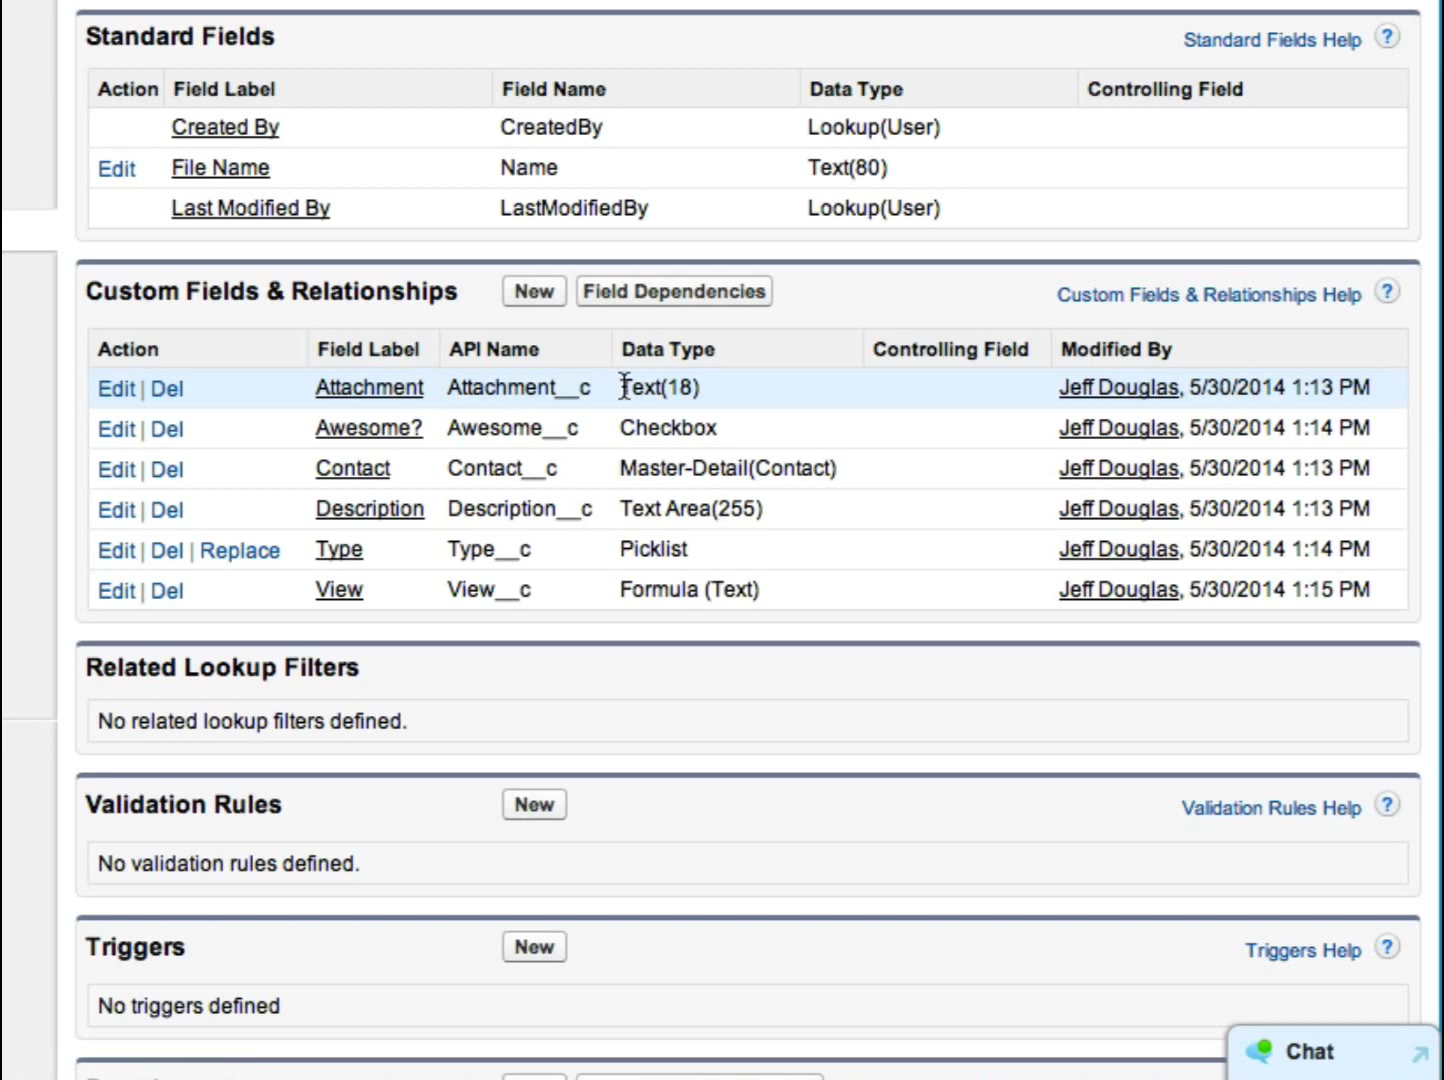 Standard Fields Standard Fields Help ?
Action Field Label Field Name Data Type Controlling Field
Created By CreatedBy Lookup(User)
Edit File Name Name Text(80)
Last Modified By LastModifiedBy Lookup(User)
Custom Fields & Relationships New Field Dependencies Custom Fields & Relationships Help ?
Action Field Label API Name Data Type Controlling Field Modified By
Edit | Del Attachment Attachment__c Text(18) Jeff Douglas, 5/30/2014 1:13 PM
Edit | Del Awesome? Awesome__c Checkbox Jeff Douglas, 5/30/2014 1:14 PM
Edit | Del Contact Contact__c Master-Detail(Contact) Jeff Douglas, 5/30/2014 1:13 PM
Edit | Del Description Description__c Text Area(255) Jeff Douglas, 5/30/2014 1:13 PM
Edit | Del | Replace Type Type__c Picklist Jeff Douglas, 5/30/2014 1:14 PM
Edit | Del View View__c Formula (Text) Jeff Douglas, 5/30/2014 1:15 PM
Related Lookup Filters
No related lookup filters defined.
Validation Rules New Validation Rules Help ?
No validation rules defined.
Triggers New Triggers Help ?
No triggers defined
Chat